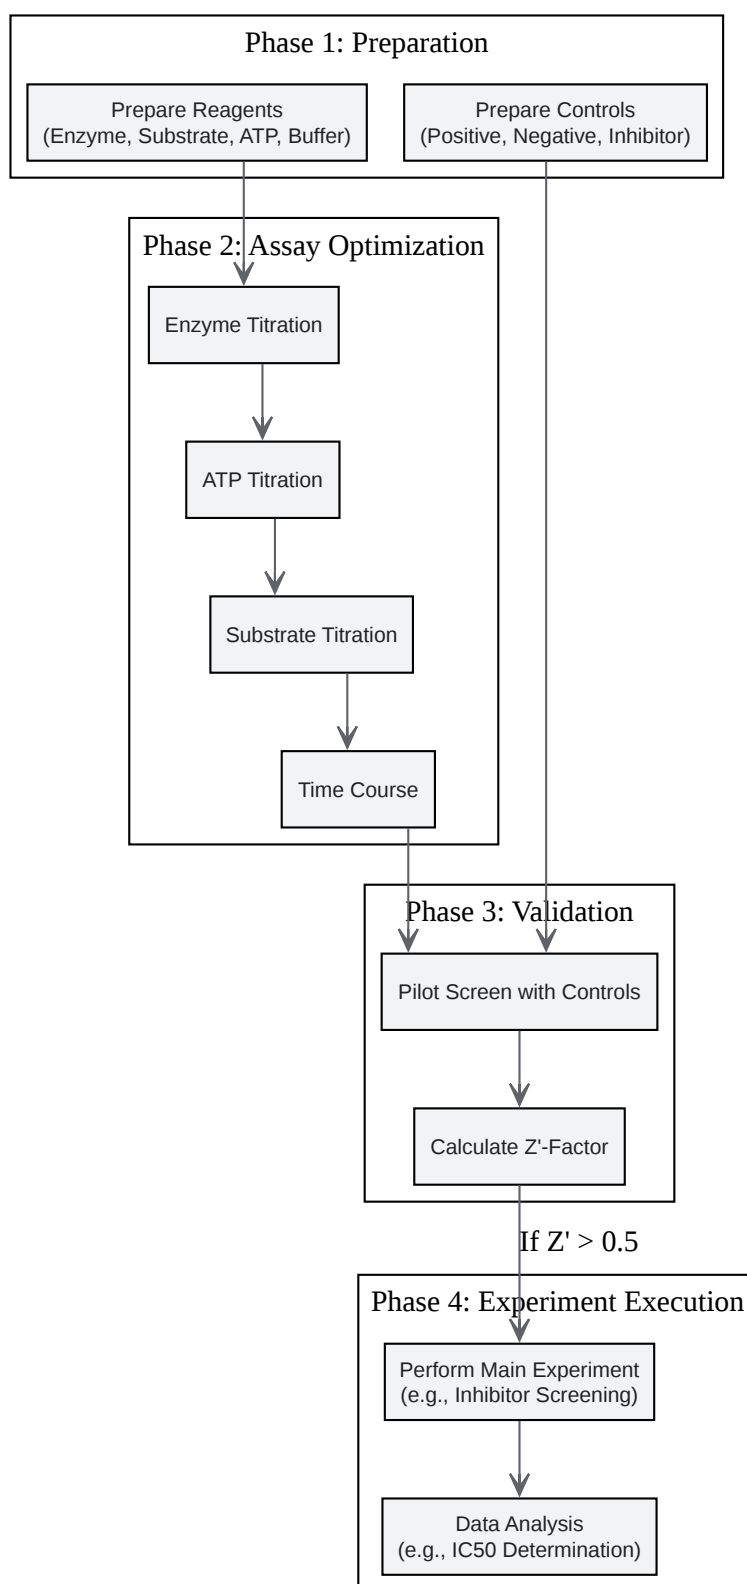 Phase 1: Preparation
Prepare Reagents
(Enzyme, Substrate, ATP, Buffer)
Prepare Controls
(Positive, Negative, Inhibitor)
Phase 2: Assay Optimization
Enzyme Titration
ATP Titration
Substrate Titration
Time Course
Phase 3: Validation
Pilot Screen with Controls
Calculate Z'-Factor
If Z' > 0.5
Phase 4: Experiment Execution
Perform Main Experiment
(e.g., Inhibitor Screening)
Data Analysis
(e.g., IC50 Determination)